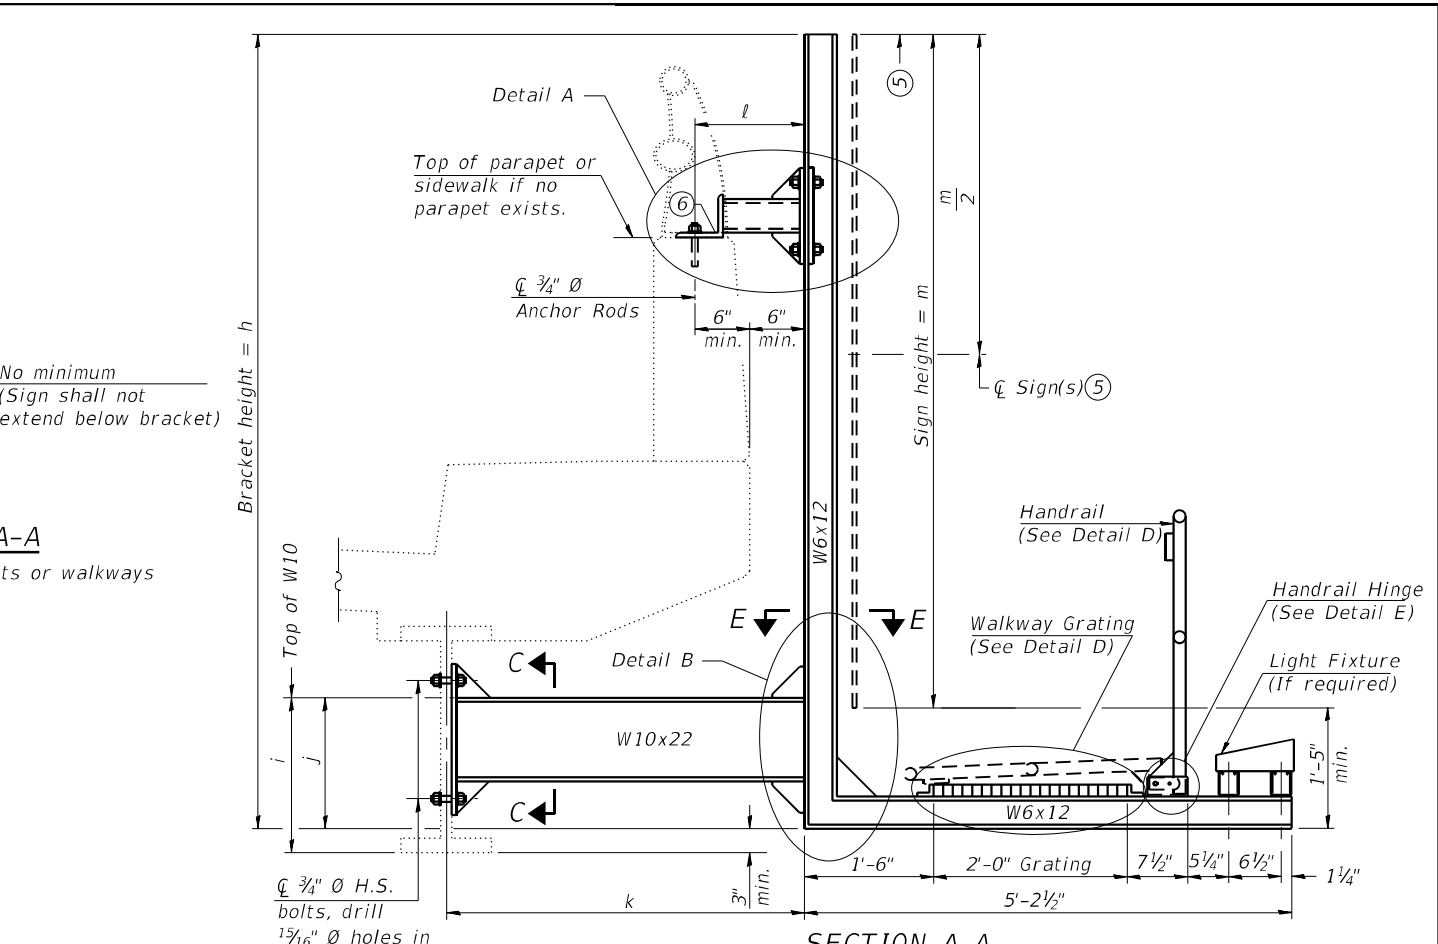 Detail A
Top of parapet or
sidewalk if no
parapet exists.
ℓ
5
6
m
2
℄ ¾" Ø
Anchor Rods
6"
min.
6"
min.
Bracket height = h
Sign height = m
℄ Sign(s) 5
No minimum
(Sign shall not
extend below bracket)
A-A
ts or walkways
Top of W10
W6x12
Handrail
(See Detail D)
Handrail Hinge
(See Detail E)
E
E
Walkway Grating
(See Detail D)
Light Fixture
(If required)
C
Detail B
W10x22
i
j
C
W6x12
1'-5"
min.
1'-6"
2'-0" Grating
7½"
5¼"
6½"
1¼"
℄ ¾" Ø H.S.
bolts, drill
15/16" Ø holes in
k
3"
min.
5'-2½"
SECTION A-A